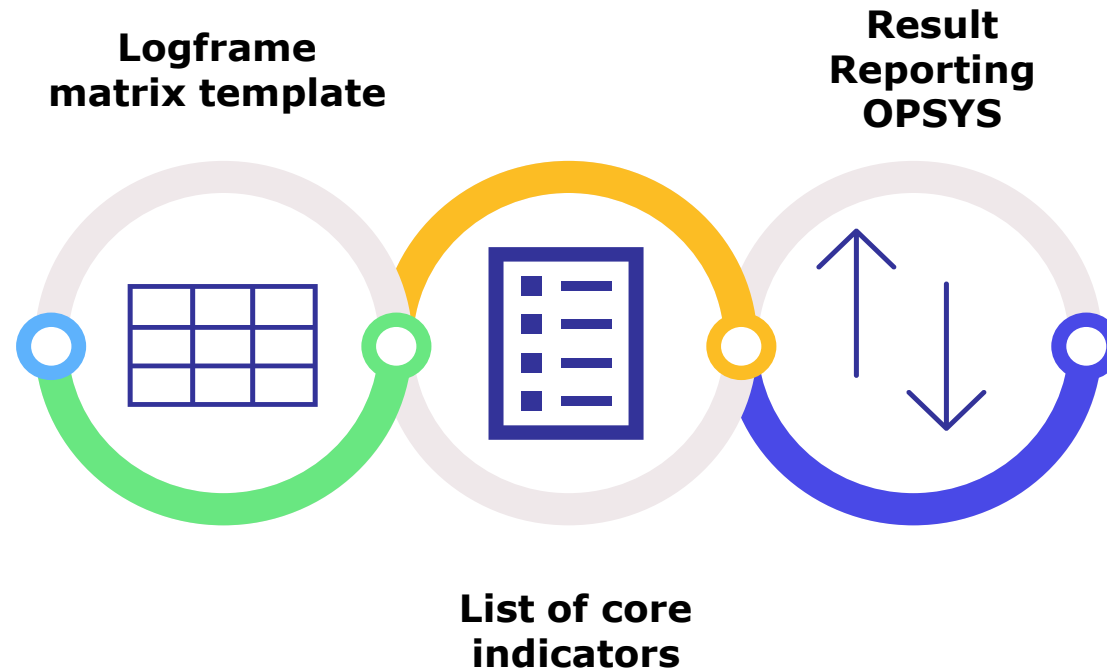 Logframe
matrix template
Result
Reporting
OPSYS
List of core
indicators